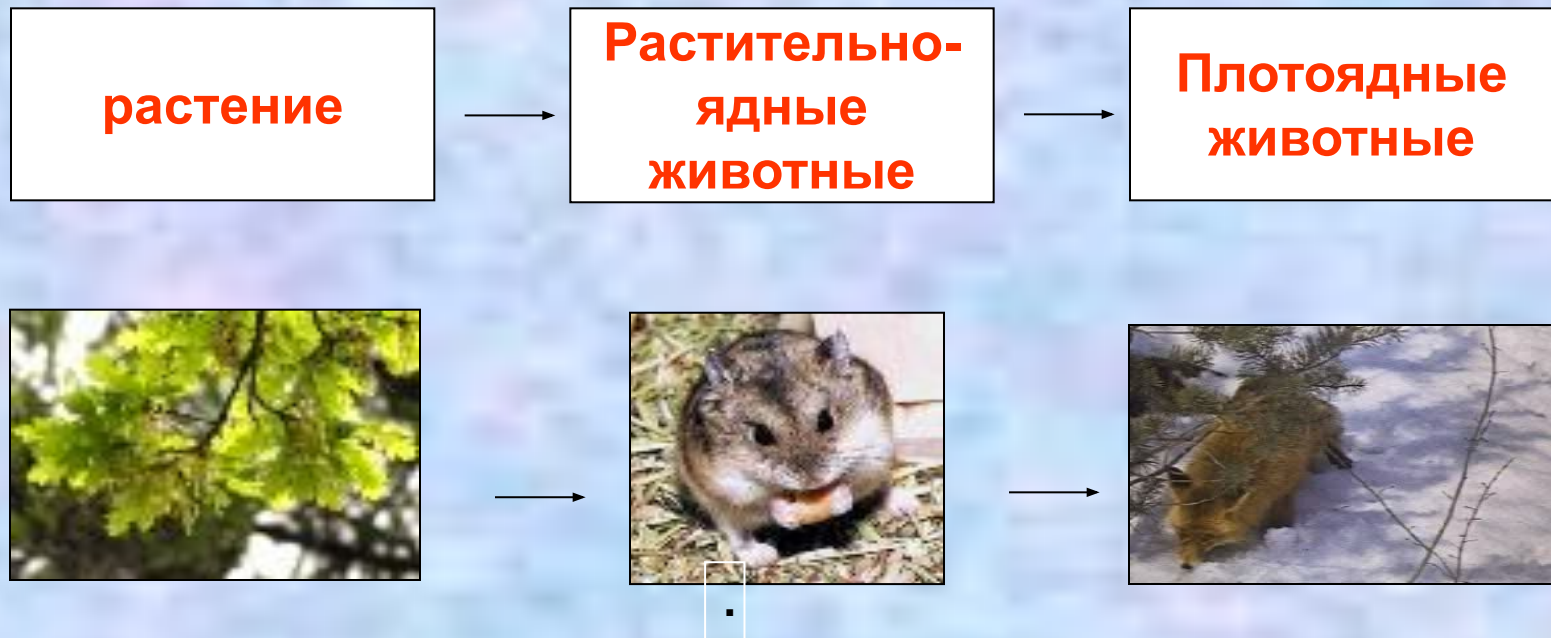 растение
Растительно-
ядные
животные
Плотоядные
животные
.